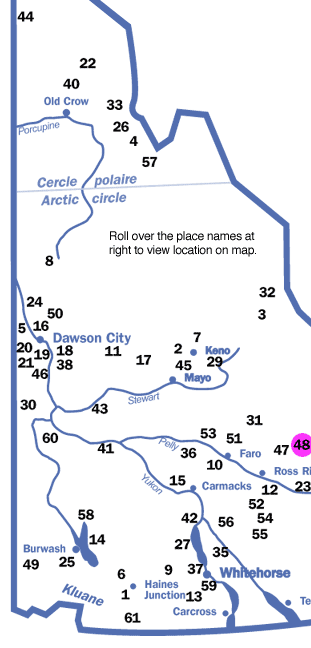 44
22
40
Old Crow
33
Porcupine
26
4
57
Cercle polaire
Arctic circle
Roll over the place names at
right to view location on map.
8
32
24
50
3
5 16
Dawson City
7
20 19 18 11 2 Keno
21 38 17 45 29
46 Mayo
Stewart
30 43
31
60 53 51
41 Pelly 36 Faro 47 48
10
Ross Ri
15 Carmacks 12 23
Yukon
52
58 42 56 54
14 27 55
Burwash 35
49 25
6 9 37 Whitehorse
Kluane 1 Haines 59
Junction 13
Te
61 Carcross